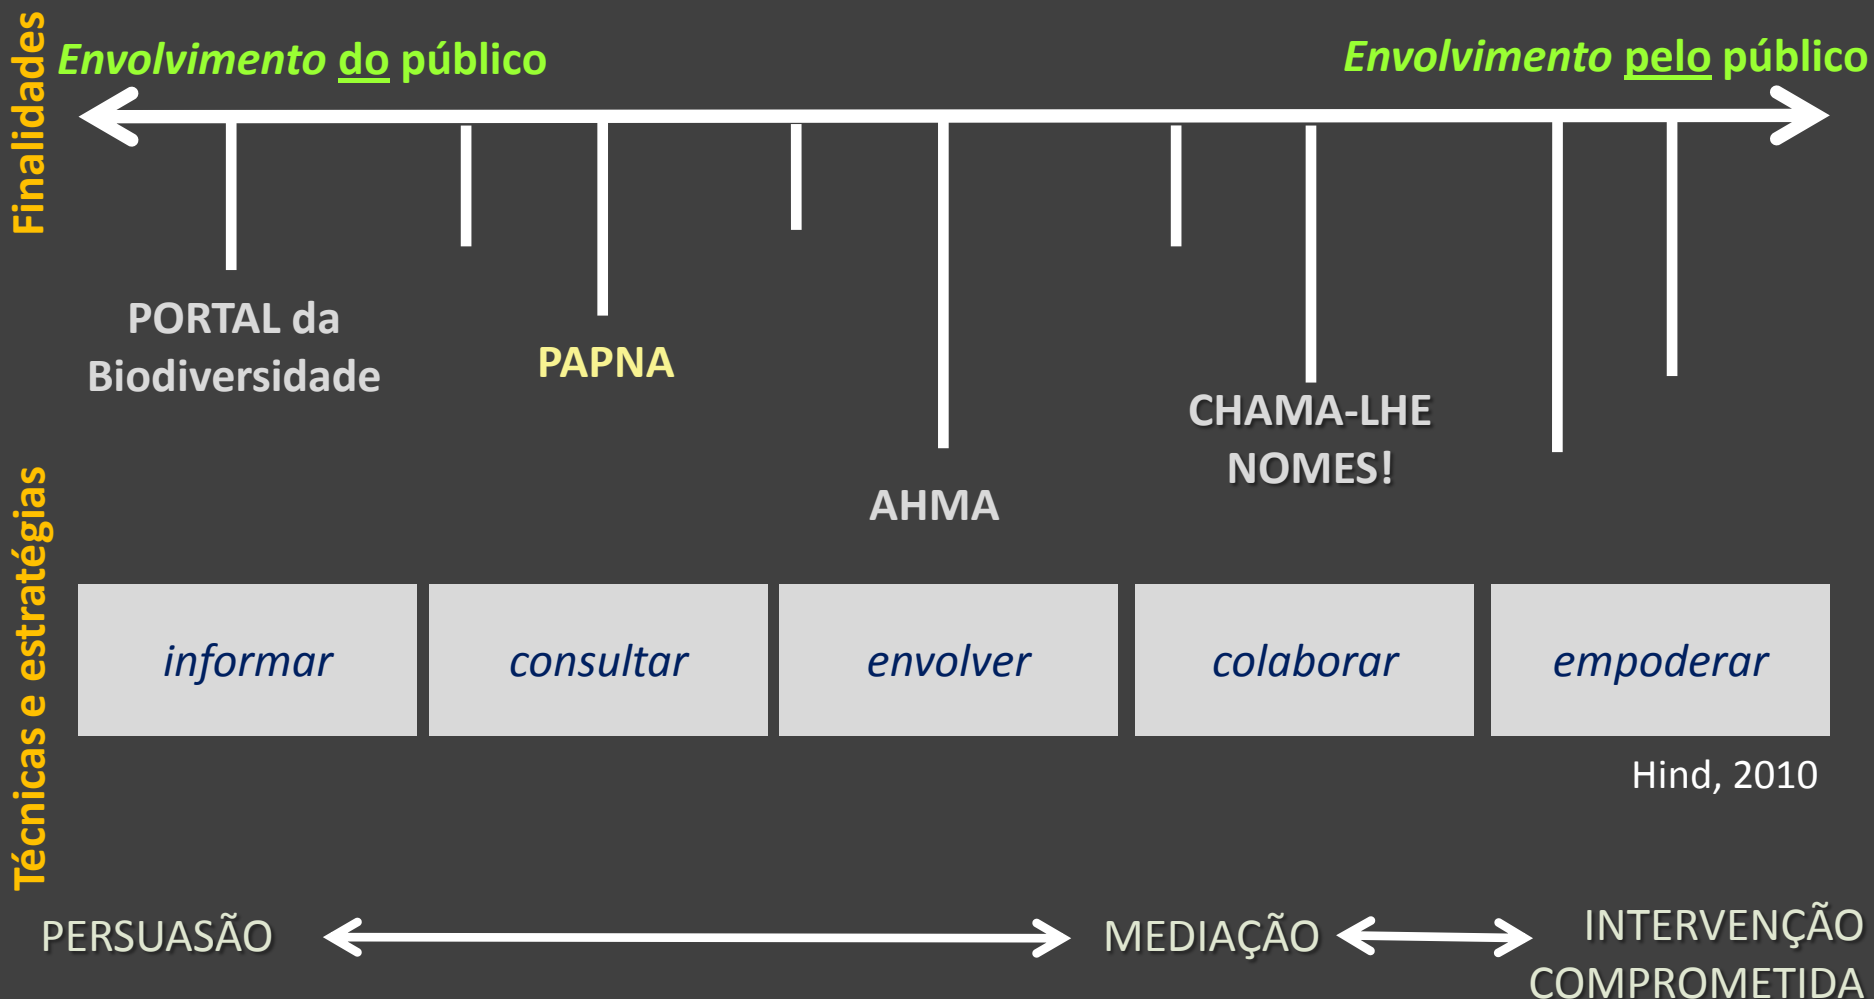 Finalidades
Envolvimento do público
Envolvimento pelo público
PORTAL da
Biodiversidade
PAPNA
AHMA
CHAMA-LHE
NOMES!
Técnicas e estratégias
informar
consultar
envolver
colaborar
empoderar
Hind, 2010
PERSUASÃO
MEDIAÇÃO
INTERVENÇÃO
COMPROMETIDA